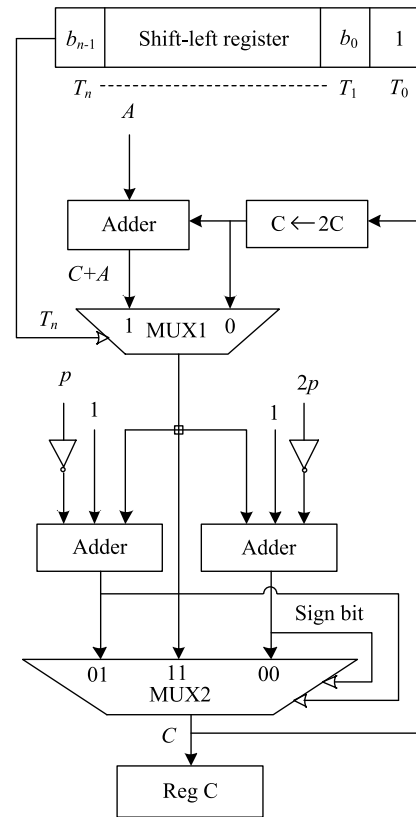 b_{n-1} Shift-left register b_0 1
T_n T_1 T_0
A
Adder C ← 2C
C+A
1 MUX1 0
T_n
p 2p
1 1
Adder Adder
Sign bit
01 11 00
MUX2
C
Reg C